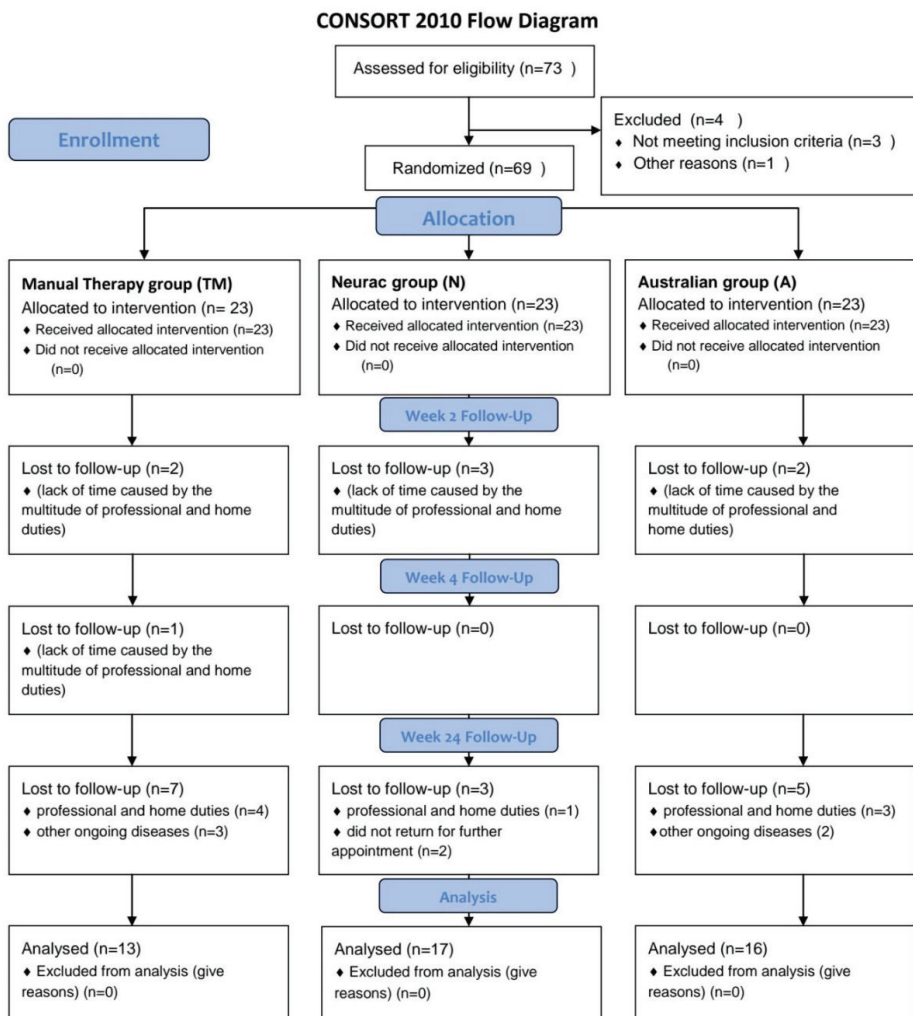 CONSORT 2010 Flow Diagram
Assessed for eligibility (n=73 )
Enrollment
Excluded (n=4 )
♦ Not meeting inclusion criteria (n=3 )
♦ Other reasons (n=1 )
Randomized (n=69 )
Allocation
Manual Therapy group (TM)
Allocated to intervention (n= 23)
♦ Received allocated intervention (n=23)
♦ Did not receive allocated intervention
(n=0)
Neurac group (N)
Allocated to intervention (n=23)
♦ Received allocated intervention (n=23)
♦ Did not receive allocated intervention
(n=0)
Australian group (A)
Allocated to intervention (n=23)
♦ Received allocated intervention (n=23)
♦ Did not receive allocated intervention
(n=0)
Week 2 Follow-Up
Lost to follow-up (n=2)
♦ (lack of time caused by the
multitude of professional and home
duties)
Lost to follow-up (n=3)
♦ (lack of time caused by the
multitude of professional and home
duties)
Lost to follow-up (n=2)
♦ (lack of time caused by the
multitude of professional and
home duties)
Week 4 Follow-Up
Lost to follow-up (n=1)
♦ (lack of time caused by the
multitude of professional and home
duties)
Lost to follow-up (n=0)
Lost to follow-up (n=0)
Week 24 Follow-Up
Lost to follow-up (n=7)
♦ professional and home duties (n=4)
♦ other ongoing diseases (n=3)
Lost to follow-up (n=3)
♦ professional and home duties (n=1)
♦ did not return for further
appointment (n=2)
Lost to follow-up (n=5)
♦ professional and home duties (n=3)
♦other ongoing diseases (2)
Analysis
Analysed (n=13)
♦ Excluded from analysis (give
reasons) (n=0)
Analysed (n=17)
♦ Excluded from analysis (give
reasons) (n=0)
Analysed (n=16)
♦ Excluded from analysis (give
reasons) (n=0)